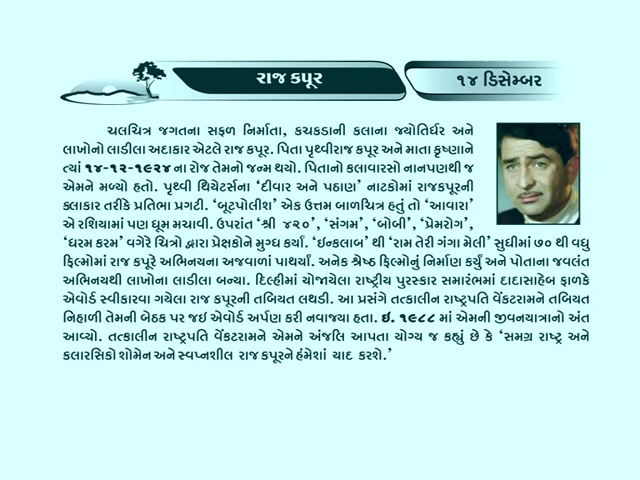 રાજ કપૂર
૧૪ ડિસેમ્બર
ચલચિત્ર જગતના સફળ નિર્માતા, કચકડાની કલાના જ્યોતિર્ધર અને
લાખોનો લાડીલા અદાકાર એટલે રાજ કપૂર. પિતા પૃથ્વીરાજ કપૂર અને માતા કૃષ્ણાને
ત્યાં ૧૪-૧૨-૧૯૨૪ ના રોજ તેમનો જન્મ થયો. પિતાનો કલાવારસો નાનપણથી જ
એમને મળ્યો હતો. પૃથ્વી થિયેટર્સના ‘દીવાર અને પઠાણ’ નાટકોમાં રાજકપૂરની
કલાકાર તરીકે પ્રતિભા પ્રગટી. ‘બૂટપોલીશ’ એક ઉત્તમ બાળચિત્ર હતું તો ‘આવારા’
એ રશિયામાં પણ ધૂમ મચાવી. ઉપરાંત ‘શ્રી ૪૨૦’, ‘સંગમ’, ‘બોબી’, ‘પ્રેમરોગ’,
‘ધરમ કરમ’ વગેરે ચિત્રો દ્વારા પ્રેક્ષકોને મુગ્ધ કર્યાં. ‘ઇન્કલાબ’ થી ‘રામ તેરી ગંગા મેલી’ સુધીમાં ૭૦ થી વધુ
ફિલ્મોમાં રાજ કપૂરે અભિનયના અજવાળાં પાથર્યાં. અનેક શ્રેષ્ઠ ફિલ્મોનું નિર્માણ કર્યું અને પોતાના જવલંત
અભિનયથી લાખોના લાડીલા બન્યા. દિલ્હીમાં યોજાયેલા રાષ્ટ્રીય પુરસ્કાર સમારંભમાં દાદાસાહેબ ફાળકે
એવોર્ડ સ્વીકારવા ગયેલા રાજ કપૂરની તબિયત લથડી. આ પ્રસંગે તત્કાલીન રાષ્ટ્રપતિ વેંકટરામને તબિયત
નિહાળી તેમની બેઠક પર જઇ એવોર્ડ અર્પણ કરી નવાજ્યા હતા. ઇ. ૧૯૮૮ માં એમની જીવનયાત્રાનો અંત
આવ્યો. તત્કાલીન રાષ્ટ્રપતિ વેંકટરામને એમને અંજલિ આપતા યોગ્ય જ કહ્યું છે કે ‘સમગ્ર રાષ્ટ્ર અને
કલારસિકો શોમેન અને સ્વપ્નશીલ રાજ કપૂરને હંમેશાં યાદ કરશે.’